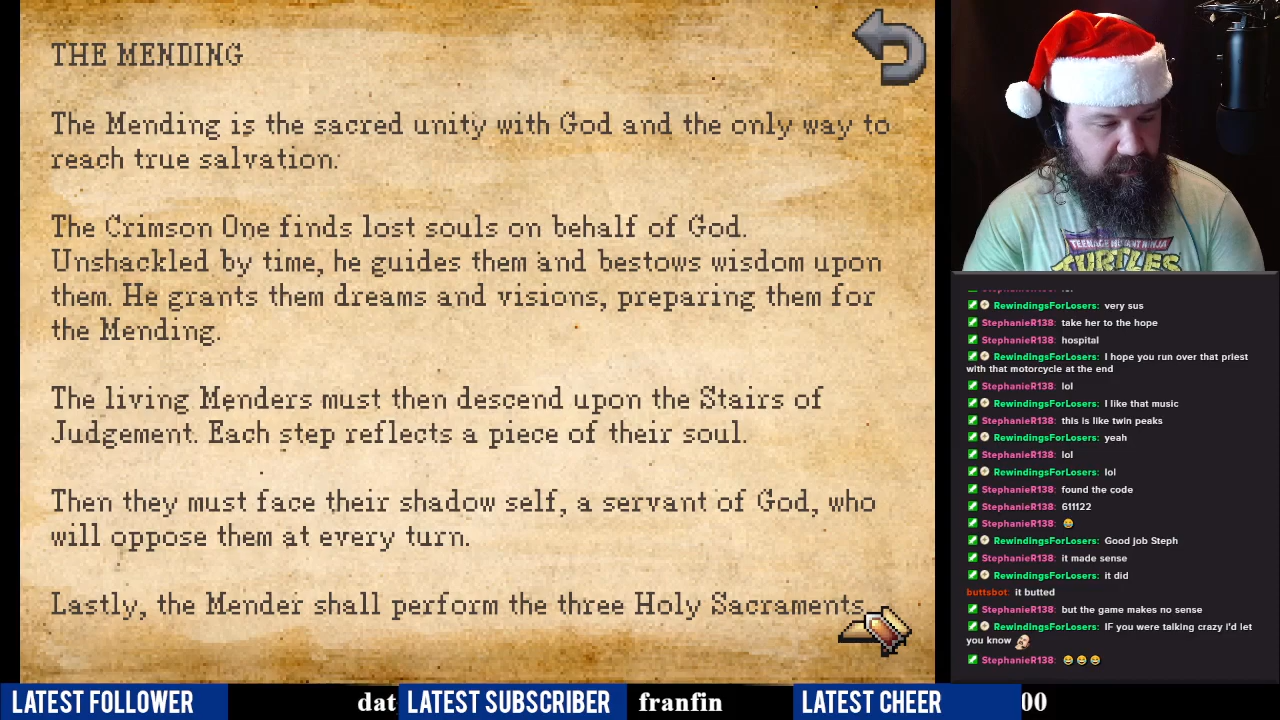 THE MENDING
The Mending is the sacred unity with God and the only way to
reach true salvation.
The Crimson One finds lost souls on behalf of God.
Unshackled by time, he guides them and bestows wisdom upon
them. He grants them dreams and visions, preparing them for
the Mending.
The living Menders must then descend upon the Stairs of
Judgement. Each step reflects a piece of their soul.
Then they must face their shadow self, a servant of God, who
will oppose them at every turn.
Lastly, the Mender shall perform the three Holy Sacraments
TEENAGE MUTANT NINJA
TURTLES
RewindingsForLosers: very sus
StephanieR138: take her to the hope
StephanieR138: hospital
RewindingsForLosers: I hope you run over that priest
with that motorcycle at the end
StephanieR138: lol
RewindingsForLosers: I like that music
StephanieR138: this is like twin peaks
RewindingsForLosers: yeah
StephanieR138: lol
RewindingsForLosers: lol
StephanieR138: found the code
StephanieR138: 611122
StephanieR138: 😂
RewindingsForLosers: Good job Steph
StephanieR138: it made sense
RewindingsForLosers: it did
buttsbot: it butted
StephanieR138: but the game makes no sense
RewindingsForLosers: IF you were talking crazy I'd let
you know
StephanieR138: 😂😂😂
LATEST FOLLOWER dat LATEST SUBSCRIBER franfin LATEST CHEER 00